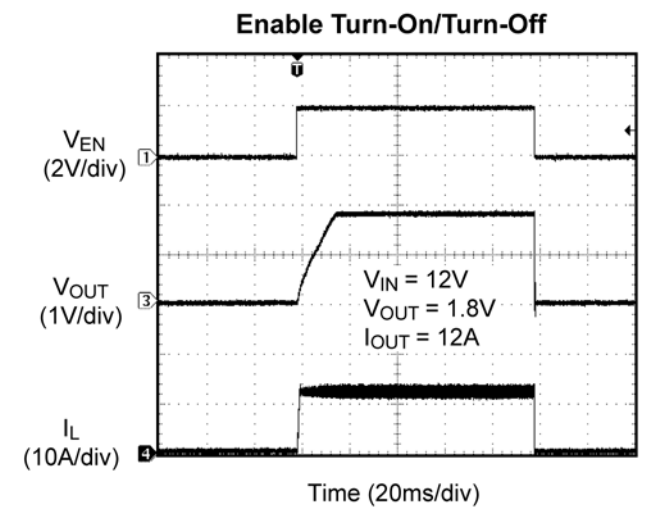 Enable Turn-On/Turn-Off
T
VEN
(2V/div)
1
VOUT
(1V/div)
3
VIN = 12V
VOUT = 1.8V
IOUT = 12A
IL
(10A/div)
4
Time (20ms/div)